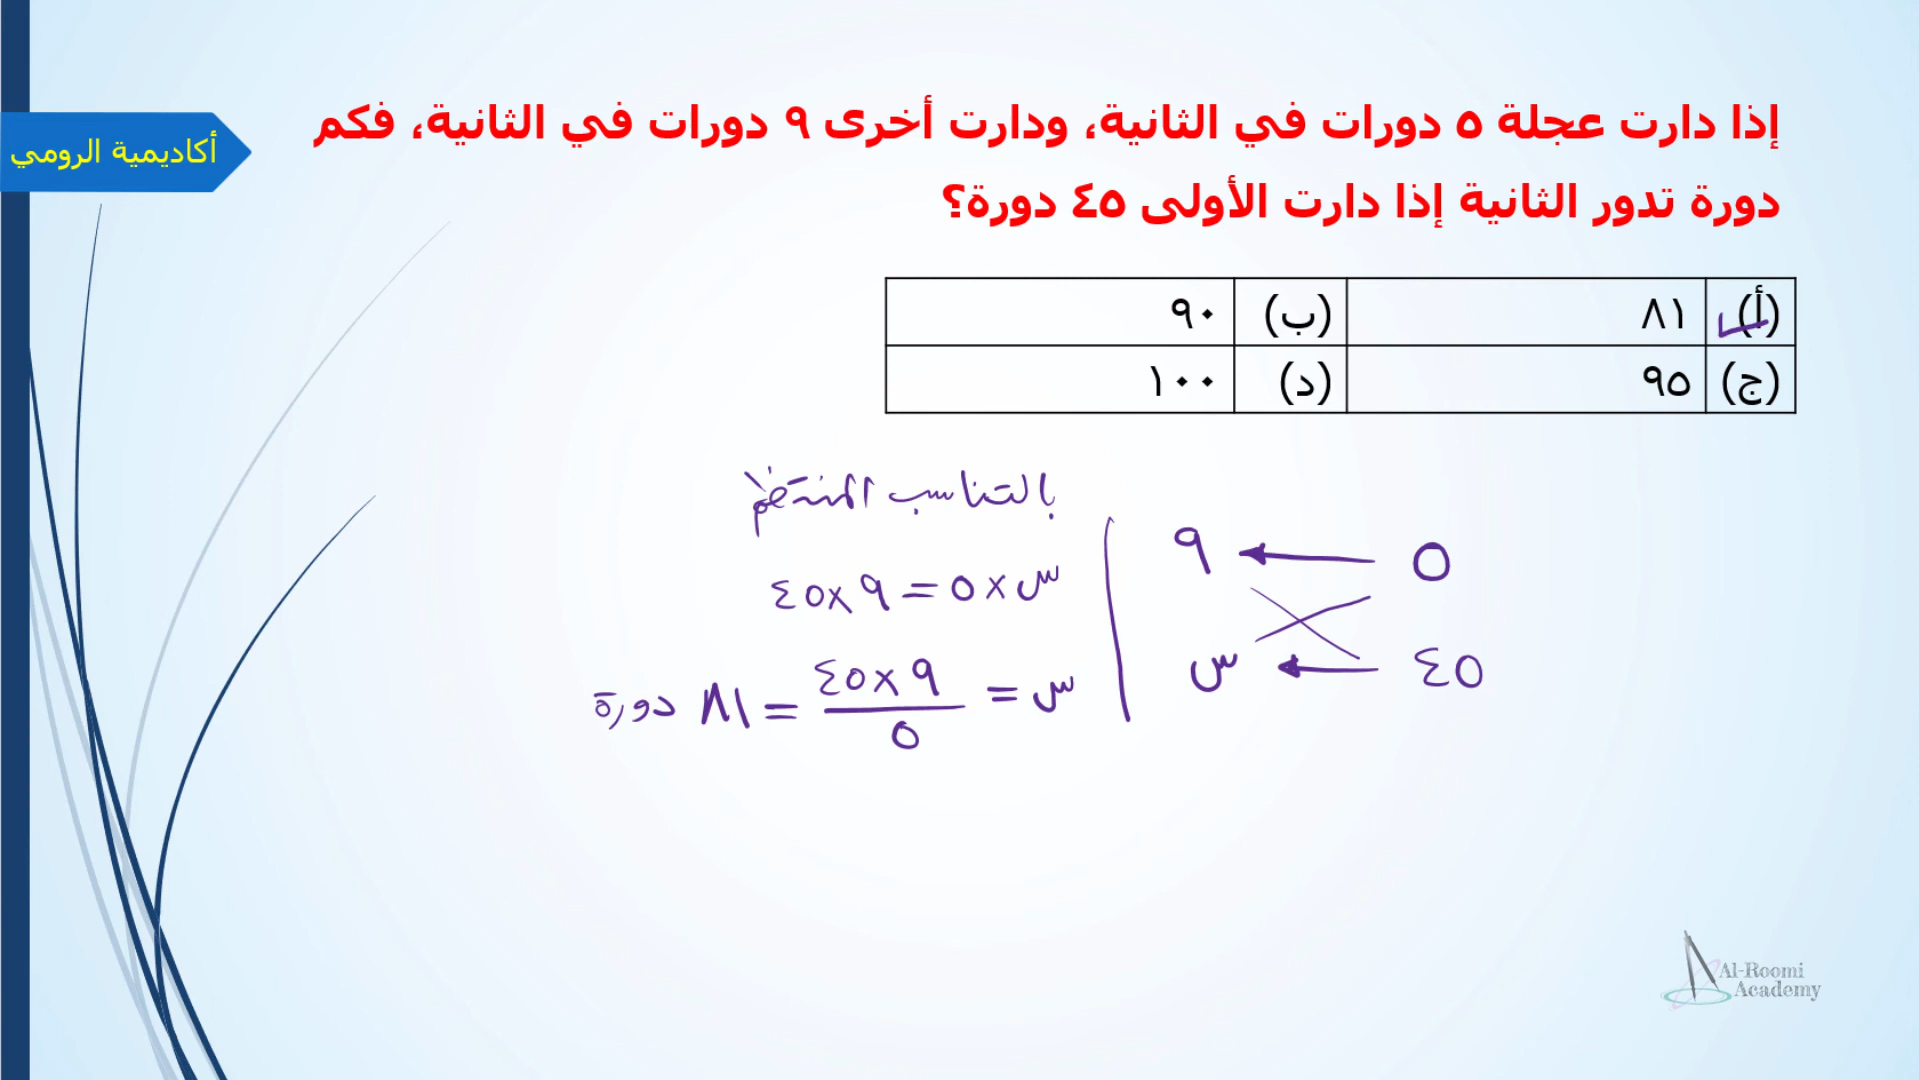 أكاديمية الرومي
إذا دارت عجلة ٥ دورات في الثانية، ودارت أخرى ٩ دورات في الثانية، فكم
دورة تدور الثانية إذا دارت الأولى ٤٥ دورة؟
(أ) ٨١ (ب) ٩٠
(ج) ٩٥ (د) ١٠٠
٥ ← ٩
٤٥ ← س
بالتناسب المنتظم
س × ٥ = ٩ × ٤٥
س = ٩ × ٤٥ / ٥ = ٨١ دورة
Al-Roomi
Academy